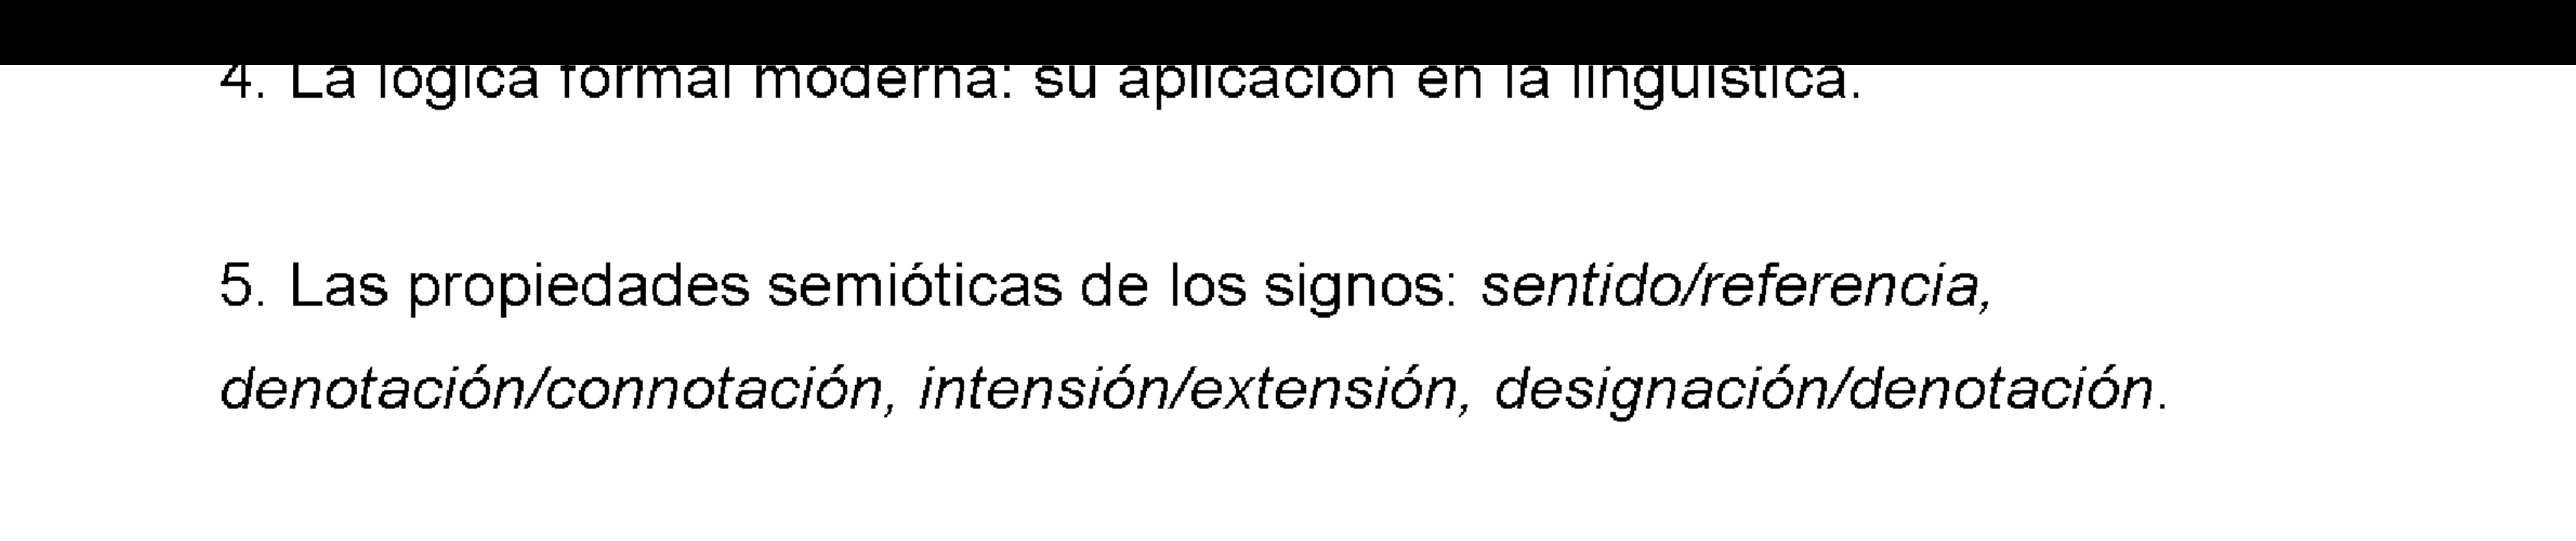 4. La lógica formal moderna: su aplicación en la lingüística.
5. Las propiedades semióticas de los signos: sentido/referencia,
denotación/connotación, intensión/extensión, designación/denotación.